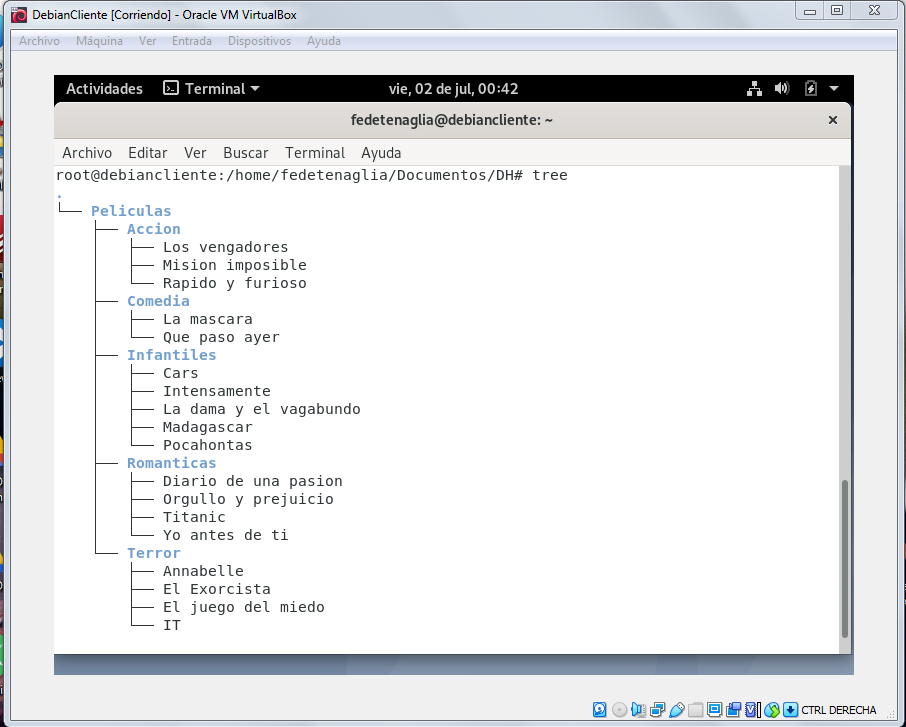 DebianCliente [Corriendo] - Oracle VM VirtualBox
Archivo Máquina Ver Entrada Dispositivos Ayuda
Actividades Terminal vie, 02 de jul, 00:42
fedetenaglia@debiancliente: ~
Archivo Editar Ver Buscar Terminal Ayuda
root@debiancliente:/home/fedetenaglia/Documentos/DH# tree
.
└── Peliculas
    ├── Accion
    │   ├── Los vengadores
    │   ├── Mision imposible
    │   └── Rapido y furioso
    ├── Comedia
    │   ├── La mascara
    │   └── Que paso ayer
    ├── Infantiles
    │   ├── Cars
    │   ├── Intensamente
    │   ├── La dama y el vagabundo
    │   ├── Madagascar
    │   └── Pocahontas
    ├── Romanticas
    │   ├── Diario de una pasion
    │   ├── Orgullo y prejuicio
    │   ├── Titanic
    │   └── Yo antes de ti
    └── Terror
        ├── Annabelle
        ├── El Exorcista
        ├── El juego del miedo
        └── IT
CTRL DERECHA